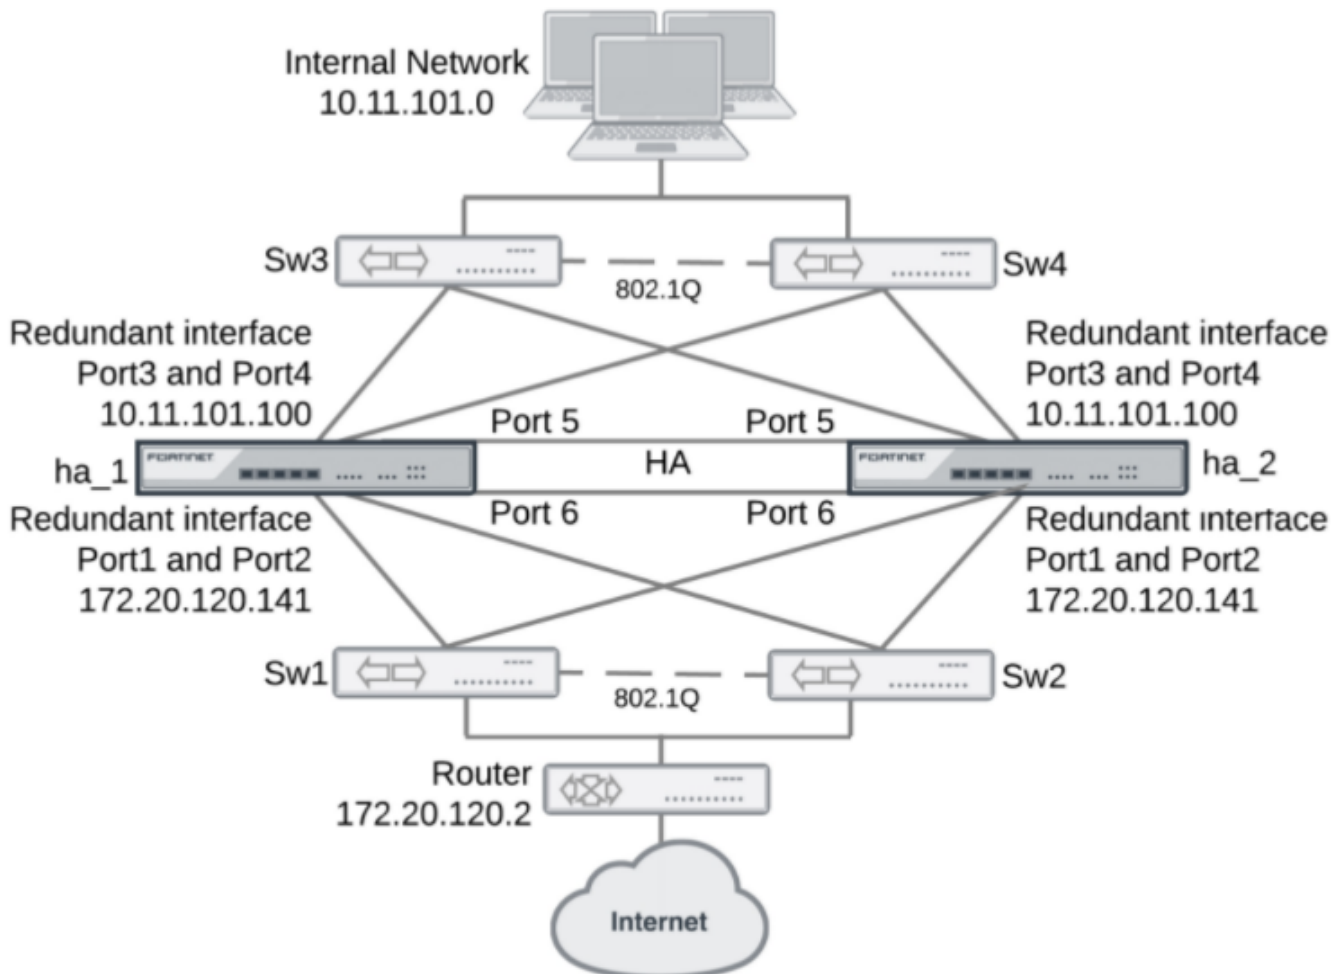 Internal Network
10.11.101.0
Sw3
802.1Q
Sw4
Redundant interface
Port3 and Port4
10.11.101.100
Redundant interface
Port3 and Port4
10.11.101.100
Port 5
Port 5
FORTINET
FORTINET
ha_1
HA
ha_2
Port 6
Port 6
Redundant interface
Port1 and Port2
172.20.120.141
Redundant interface
Port1 and Port2
172.20.120.141
Sw1
802.1Q
Sw2
Router
172.20.120.2
Internet